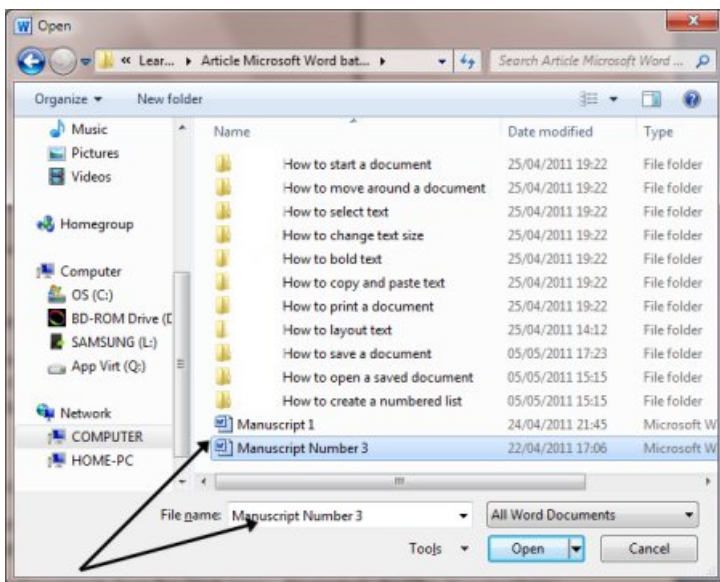 Open
« Lear... ▸ Article Microsoft Word bat... ▸ Search Article Microsoft Word ...
Organize New folder
Music
Pictures
Videos
Homegroup
Computer
OS (C:)
BD-ROM Drive (D
SAMSUNG (L:)
App Virt (Q:)
Network
COMPUTER
HOME-PC
Name Date modified Type
How to start a document 25/04/2011 19:22 File folder
How to move around a document 25/04/2011 19:22 File folder
How to select text 25/04/2011 19:22 File folder
How to change text size 25/04/2011 19:22 File folder
How to bold text 25/04/2011 19:22 File folder
How to copy and paste text 25/04/2011 19:22 File folder
How to print a document 25/04/2011 19:22 File folder
How to layout text 25/04/2011 14:12 File folder
How to save a document 05/05/2011 17:23 File folder
How to open a saved document 05/05/2011 15:15 File folder
How to create a numbered list 05/05/2011 15:15 File folder
Manuscript 1 24/04/2011 21:45 Microsoft W
Manuscript Number 3 22/04/2011 17:06 Microsoft W
File name: Manuscript Number 3 All Word Documents
Tools Open Cancel